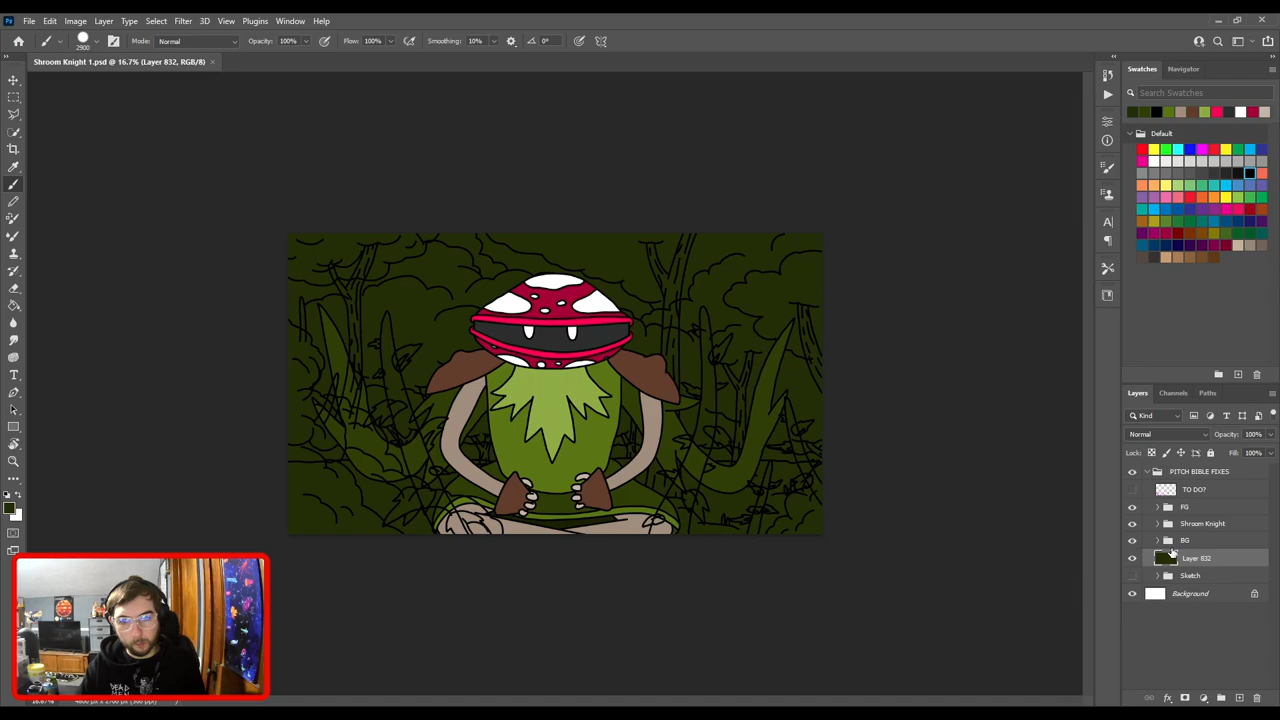 File Edit Image Layer Type Select Filter 3D View Plugins Window Help
2900 Mode: Normal Opacity: 100% Flow: 100% Smoothing: 10% 0°
Shroom Knight 1.psd @ 16.7% (Layer 832, RGB/8)
Swatches Navigator
Search Swatches
Default
Layers Channels Paths
Kind
Normal Opacity: 100%
Lock: Fill: 100%
PITCH BIBLE FIXES
TO DO?
FG
Shroom Knight
BG
Layer 832
Sketch
Background
DEAD